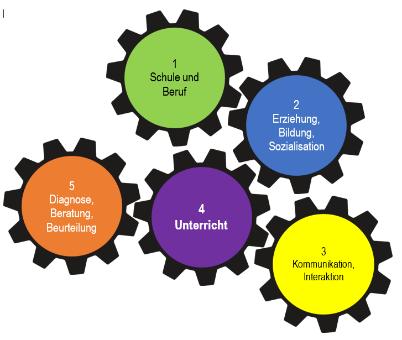 1
Schule und
Beruf
2
Erziehung,
Bildung,
Sozialisation
3
Kommunikation,
Interaktion
4
Unterricht
5
Diagnose,
Beratung,
Beurteilung